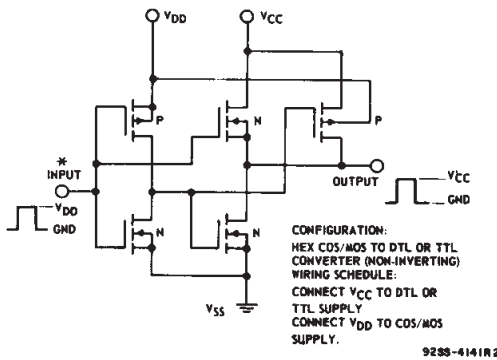 VDD
VCC
P
N
P
*
INPUT
OUTPUT
VCC
GND
VDD
GND
N
N
VSS
CONFIGURATION:
HEX COS/MOS TO DTL OR TTL
CONVERTER (NON-INVERTING)
WIRING SCHEDULE:
CONNECT VCC TO DTL OR
TTL SUPPLY
CONNECT VDD TO COS/MOS
SUPPLY.
92SS-4141R2